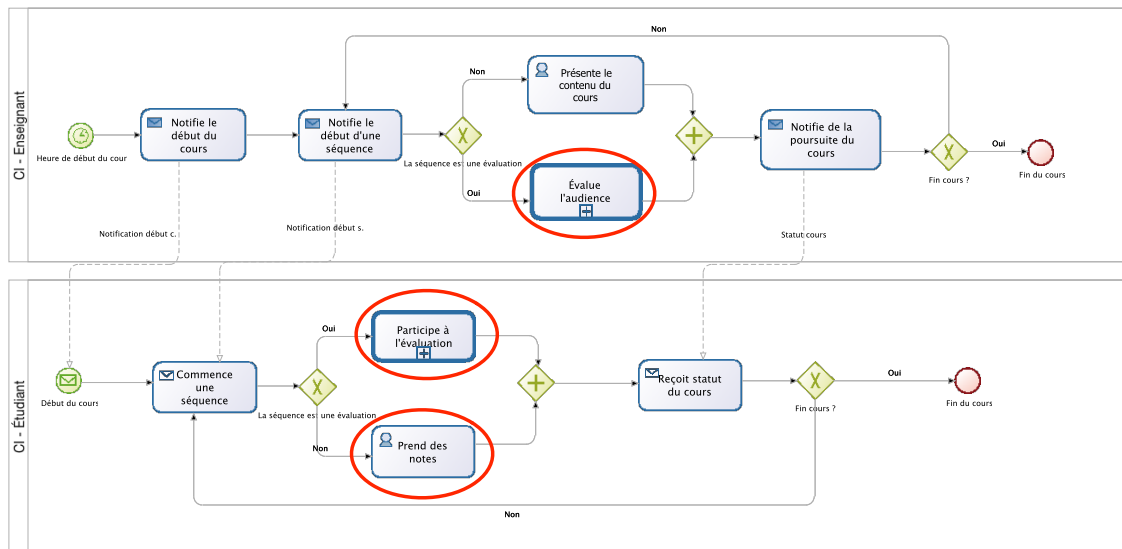 CI - Enseignant
Heure de début du cour
Notifie le
début du
cours
Notification début c.
Notifie le
début d'une
séquence
Notification début s.
La séquence est une évaluation
Non
Présente le
contenu du
cours
Oui
Évalue
l'audience
Notifie de la
poursuite du
cours
Statut cours
Non
Fin cours ?
Oui
Fin du cours
CI - Étudiant
Début du cours
Commence
une
séquence
La séquence est une évaluation
Oui
Participe à
l'évaluation
Non
Prend des
notes
Reçoit statut
du cours
Fin cours ?
Oui
Fin du cours
Non